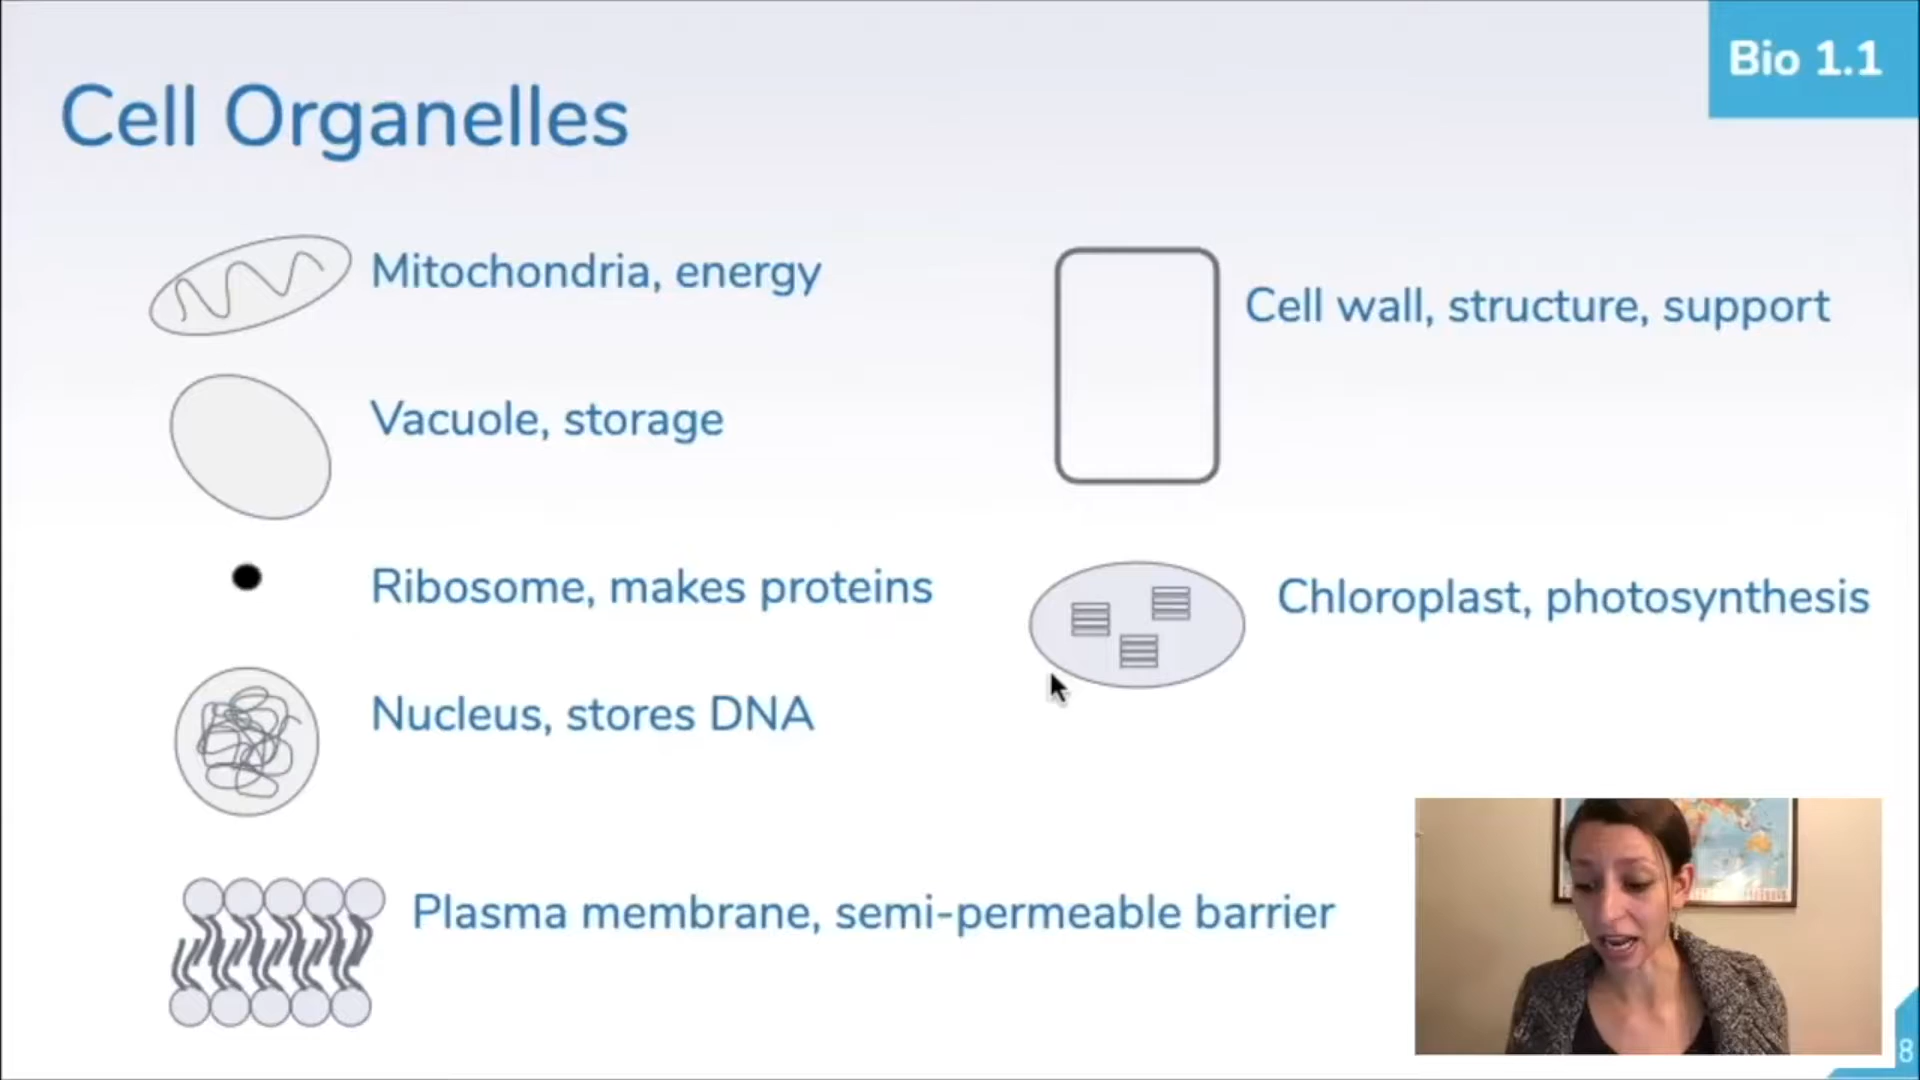 Bio 1.1
Cell Organelles
Mitochondria, energy
Vacuole, storage
Ribosome, makes proteins
Nucleus, stores DNA
Plasma membrane, semi-permeable barrier
Cell wall, structure, support
Chloroplast, photosynthesis
8